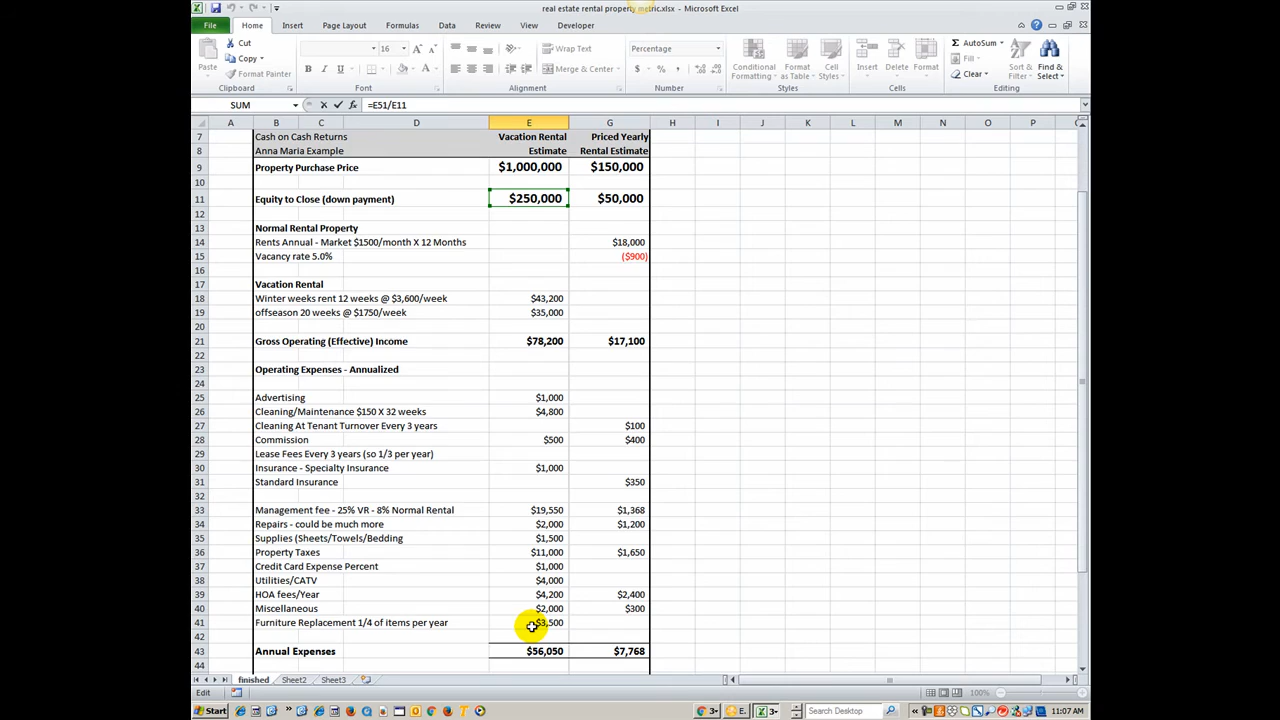 real estate rental property metric.xlsx - Microsoft Excel
File Home Insert Page Layout Formulas Data Review View Developer
Cut
Copy
Format Painter
Paste
16
Wrap Text
Merge & Center
Percentage
Conditional Formatting
Format as Table
Cell Styles
Insert Delete Format
AutoSum
Fill
Clear
Sort & Filter
Find & Select
Clipboard Font Alignment Number Styles Cells Editing
SUM =E51/E11
A B C D E G H I J K L M N O P
7 Cash on Cash Returns Vacation Rental Priced Yearly
8 Anna Maria Example Estimate Rental Estimate
9 Property Purchase Price $1,000,000 $150,000
10
11 Equity to Close (down payment) $250,000 $50,000
12
13 Normal Rental Property
14 Rents Annual - Market $1500/month X 12 Months $18,000
15 Vacancy rate 5.0% ($900)
16
17 Vacation Rental
18 Winter weeks rent 12 weeks @ $3,600/week $43,200
19 offseason 20 weeks @ $1750/week $35,000
20
21 Gross Operating (Effective) Income $78,200 $17,100
22
23 Operating Expenses - Annualized
24
25 Advertising $1,000
26 Cleaning/Maintenance $150 X 32 weeks $4,800
27 Cleaning At Tenant Turnover Every 3 years $100
28 Commission $500 $400
29 Lease Fees Every 3 years (so 1/3 per year)
30 Insurance - Specialty Insurance $1,000
31 Standard Insurance $350
32
33 Management fee - 25% VR - 8% Normal Rental $19,550 $1,368
34 Repairs - could be much more $2,000 $1,200
35 Supplies (Sheets/Towels/Bedding $1,500
36 Property Taxes $11,000 $1,650
37 Credit Card Expense Percent $1,000
38 Utilities/CATV $4,000
39 HOA fees/Year $4,200 $2,400
40 Miscellaneous $2,000 $300
41 Furniture Replacement 1/4 of items per year $3,500
42
43 Annual Expenses $56,050 $7,768
44
finished Sheet2 Sheet3
Edit 100%
Start Search Desktop 11:07 AM